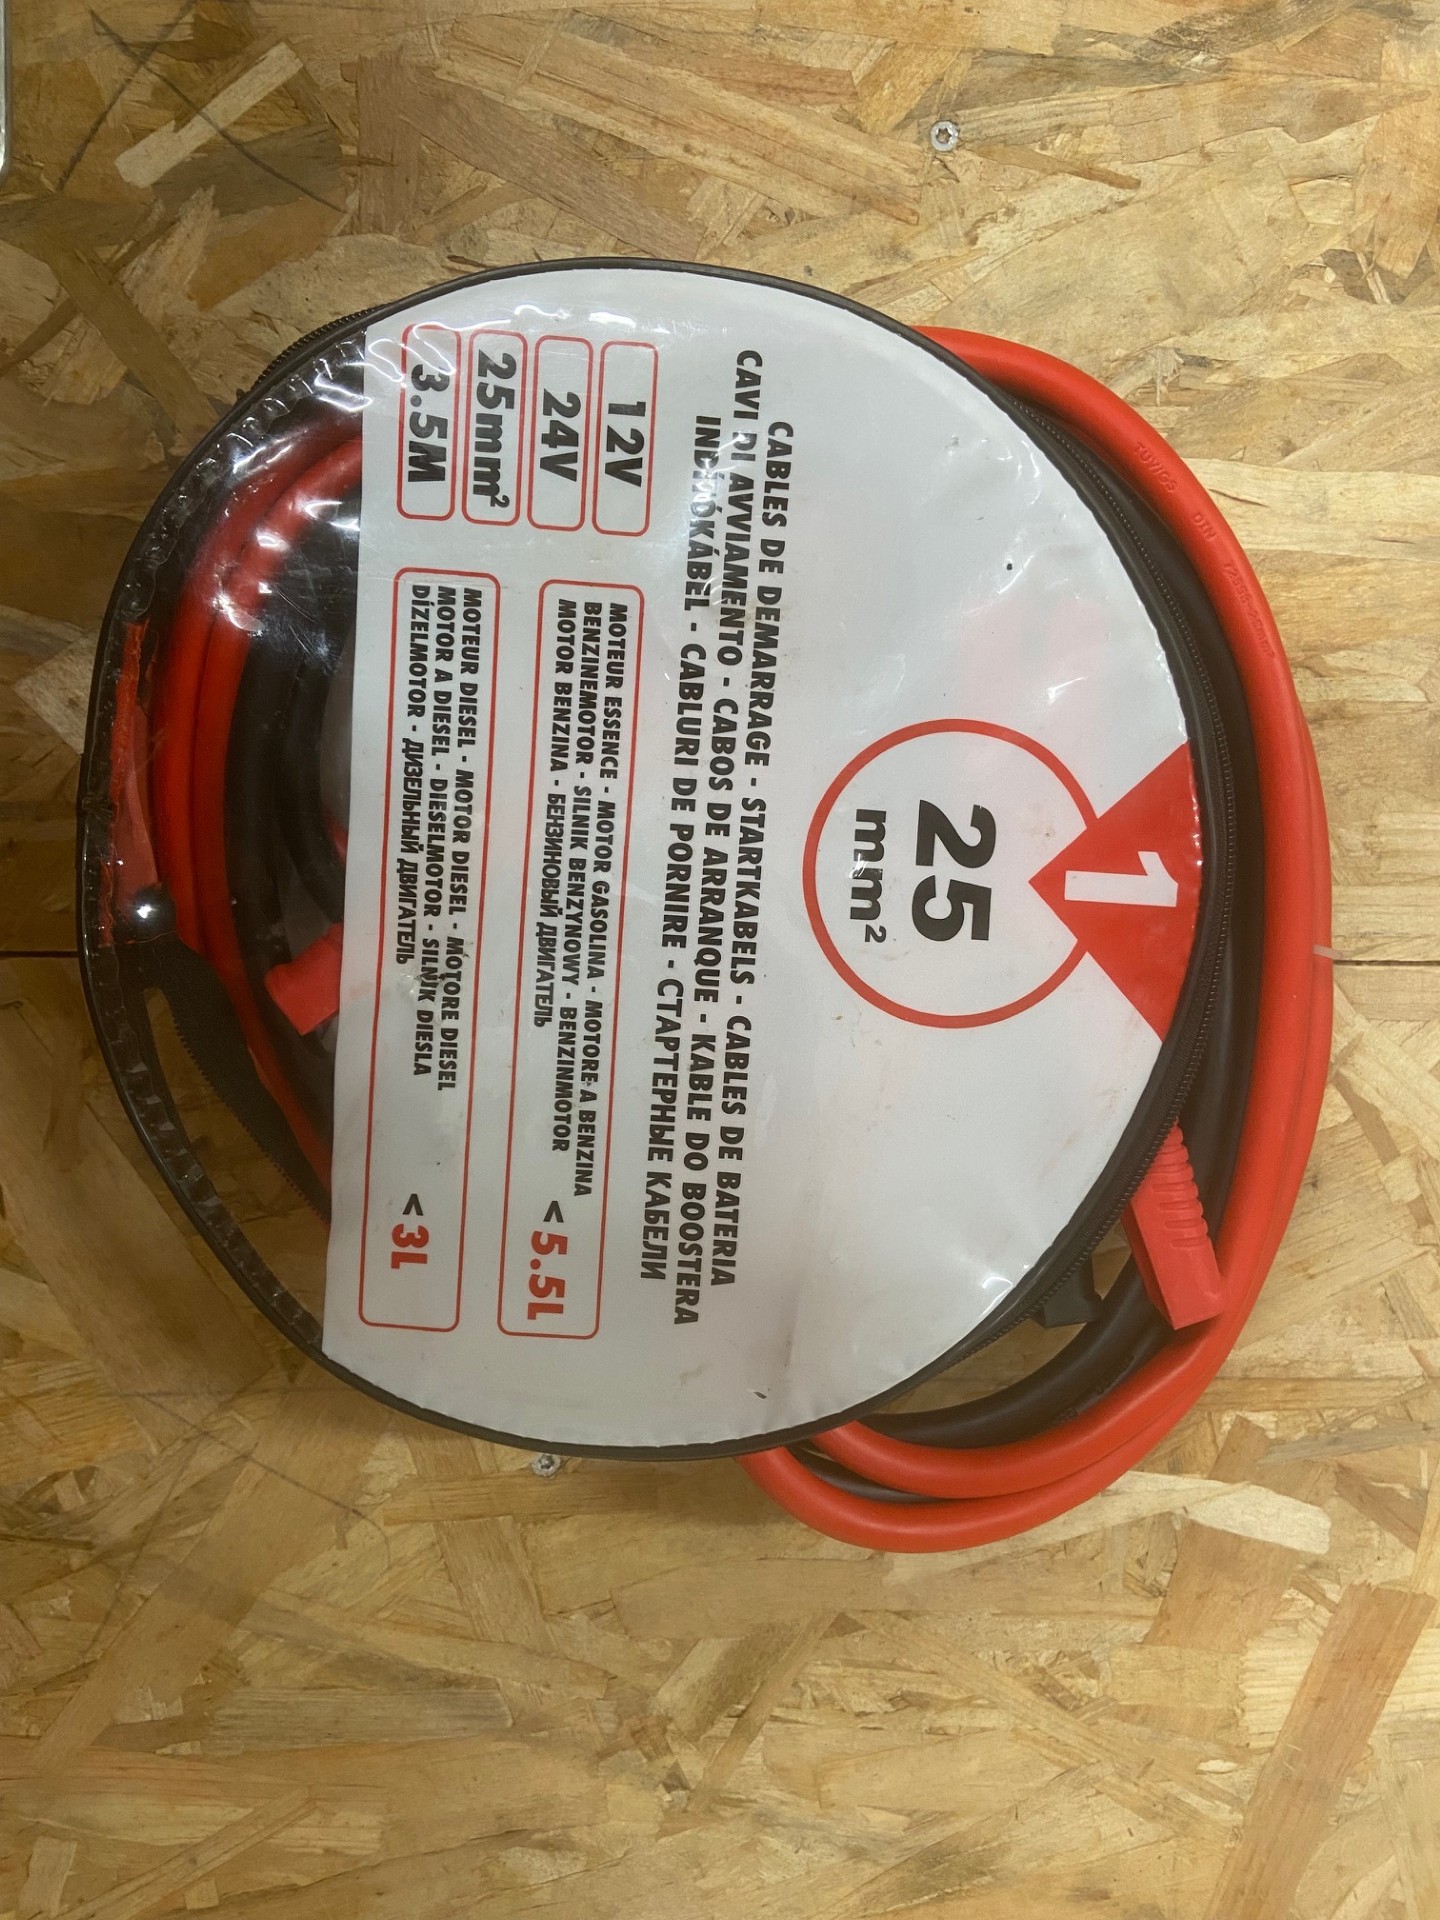 1
25
mm²
CABLES DE DEMARRAGE - STARTKABELS - CABLES DE BATERIA
CAVI DI AVVIAMENTO - CABOS DE ARRANQUE - KABLE DO BOOSTERA
INDÍTÓKÁBEL - CABLURI DE PORNIRE - СТАРТЕРНЫЕ КАБЕЛИ
12V
24V
25mm²
3.5M
MOTEUR ESSENCE - MOTOR GASOLINA - MOTORE A BENZINA
BENZINEMOTOR - SILNIK BENZYNOWY - BENZINMOTOR
MOTOR BENZINA - БЕНЗИНОВЫЙ ДВИГАТЕЛЬ
< 5.5L
MOTEUR DIESEL - MOTOR DIESEL - MOTORE DIESEL
MOTOR A DIESEL - DIESELMOTOR - SILNIK DIESLA
DÍZELMOTOR - ДИЗЕЛЬНЫЙ ДВИГАТЕЛЬ
< 3L
DIN